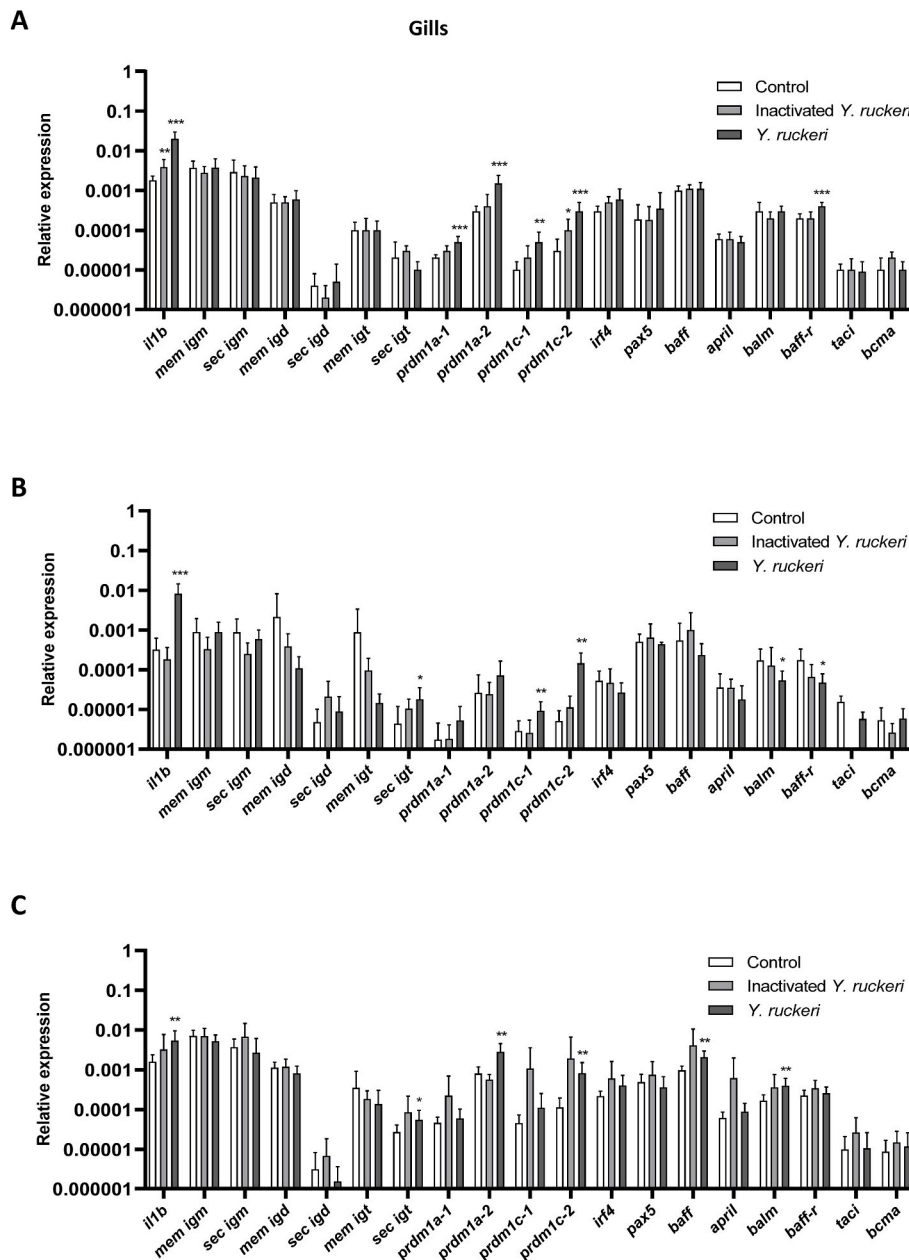 A
Gills
1
0.1
0.01
0.001
0.0001
0.00001
0.000001
Relative expression
Control
Inactivated Y. ruckeri
Y. ruckeri
** *** *** *** ** * *** ***
il1b mem igm sec igm mem igd sec igd mem igt sec igt prdm1a-1 prdm1a-2 prdm1c-1 prdm1c-2 irf4 pax5 baff april balm baff-r taci bcma
B
1
0.1
0.01
0.001
0.0001
0.00001
0.000001
Relative expression
Control
Inactivated Y. ruckeri
Y. ruckeri
*** * ** ** * *
il1b mem igm sec igm mem igd sec igd mem igt sec igt prdm1a-1 prdm1a-2 prdm1c-1 prdm1c-2 irf4 pax5 baff april balm baff-r taci bcma
C
1
0.1
0.01
0.001
0.0001
0.00001
0.000001
Relative expression
Control
Inactivated Y. ruckeri
Y. ruckeri
** * ** ** ** **
il1b mem igm sec igm mem igd sec igd mem igt sec igt prdm1a-1 prdm1a-2 prdm1c-1 prdm1c-2 irf4 pax5 baff april balm baff-r taci bcma